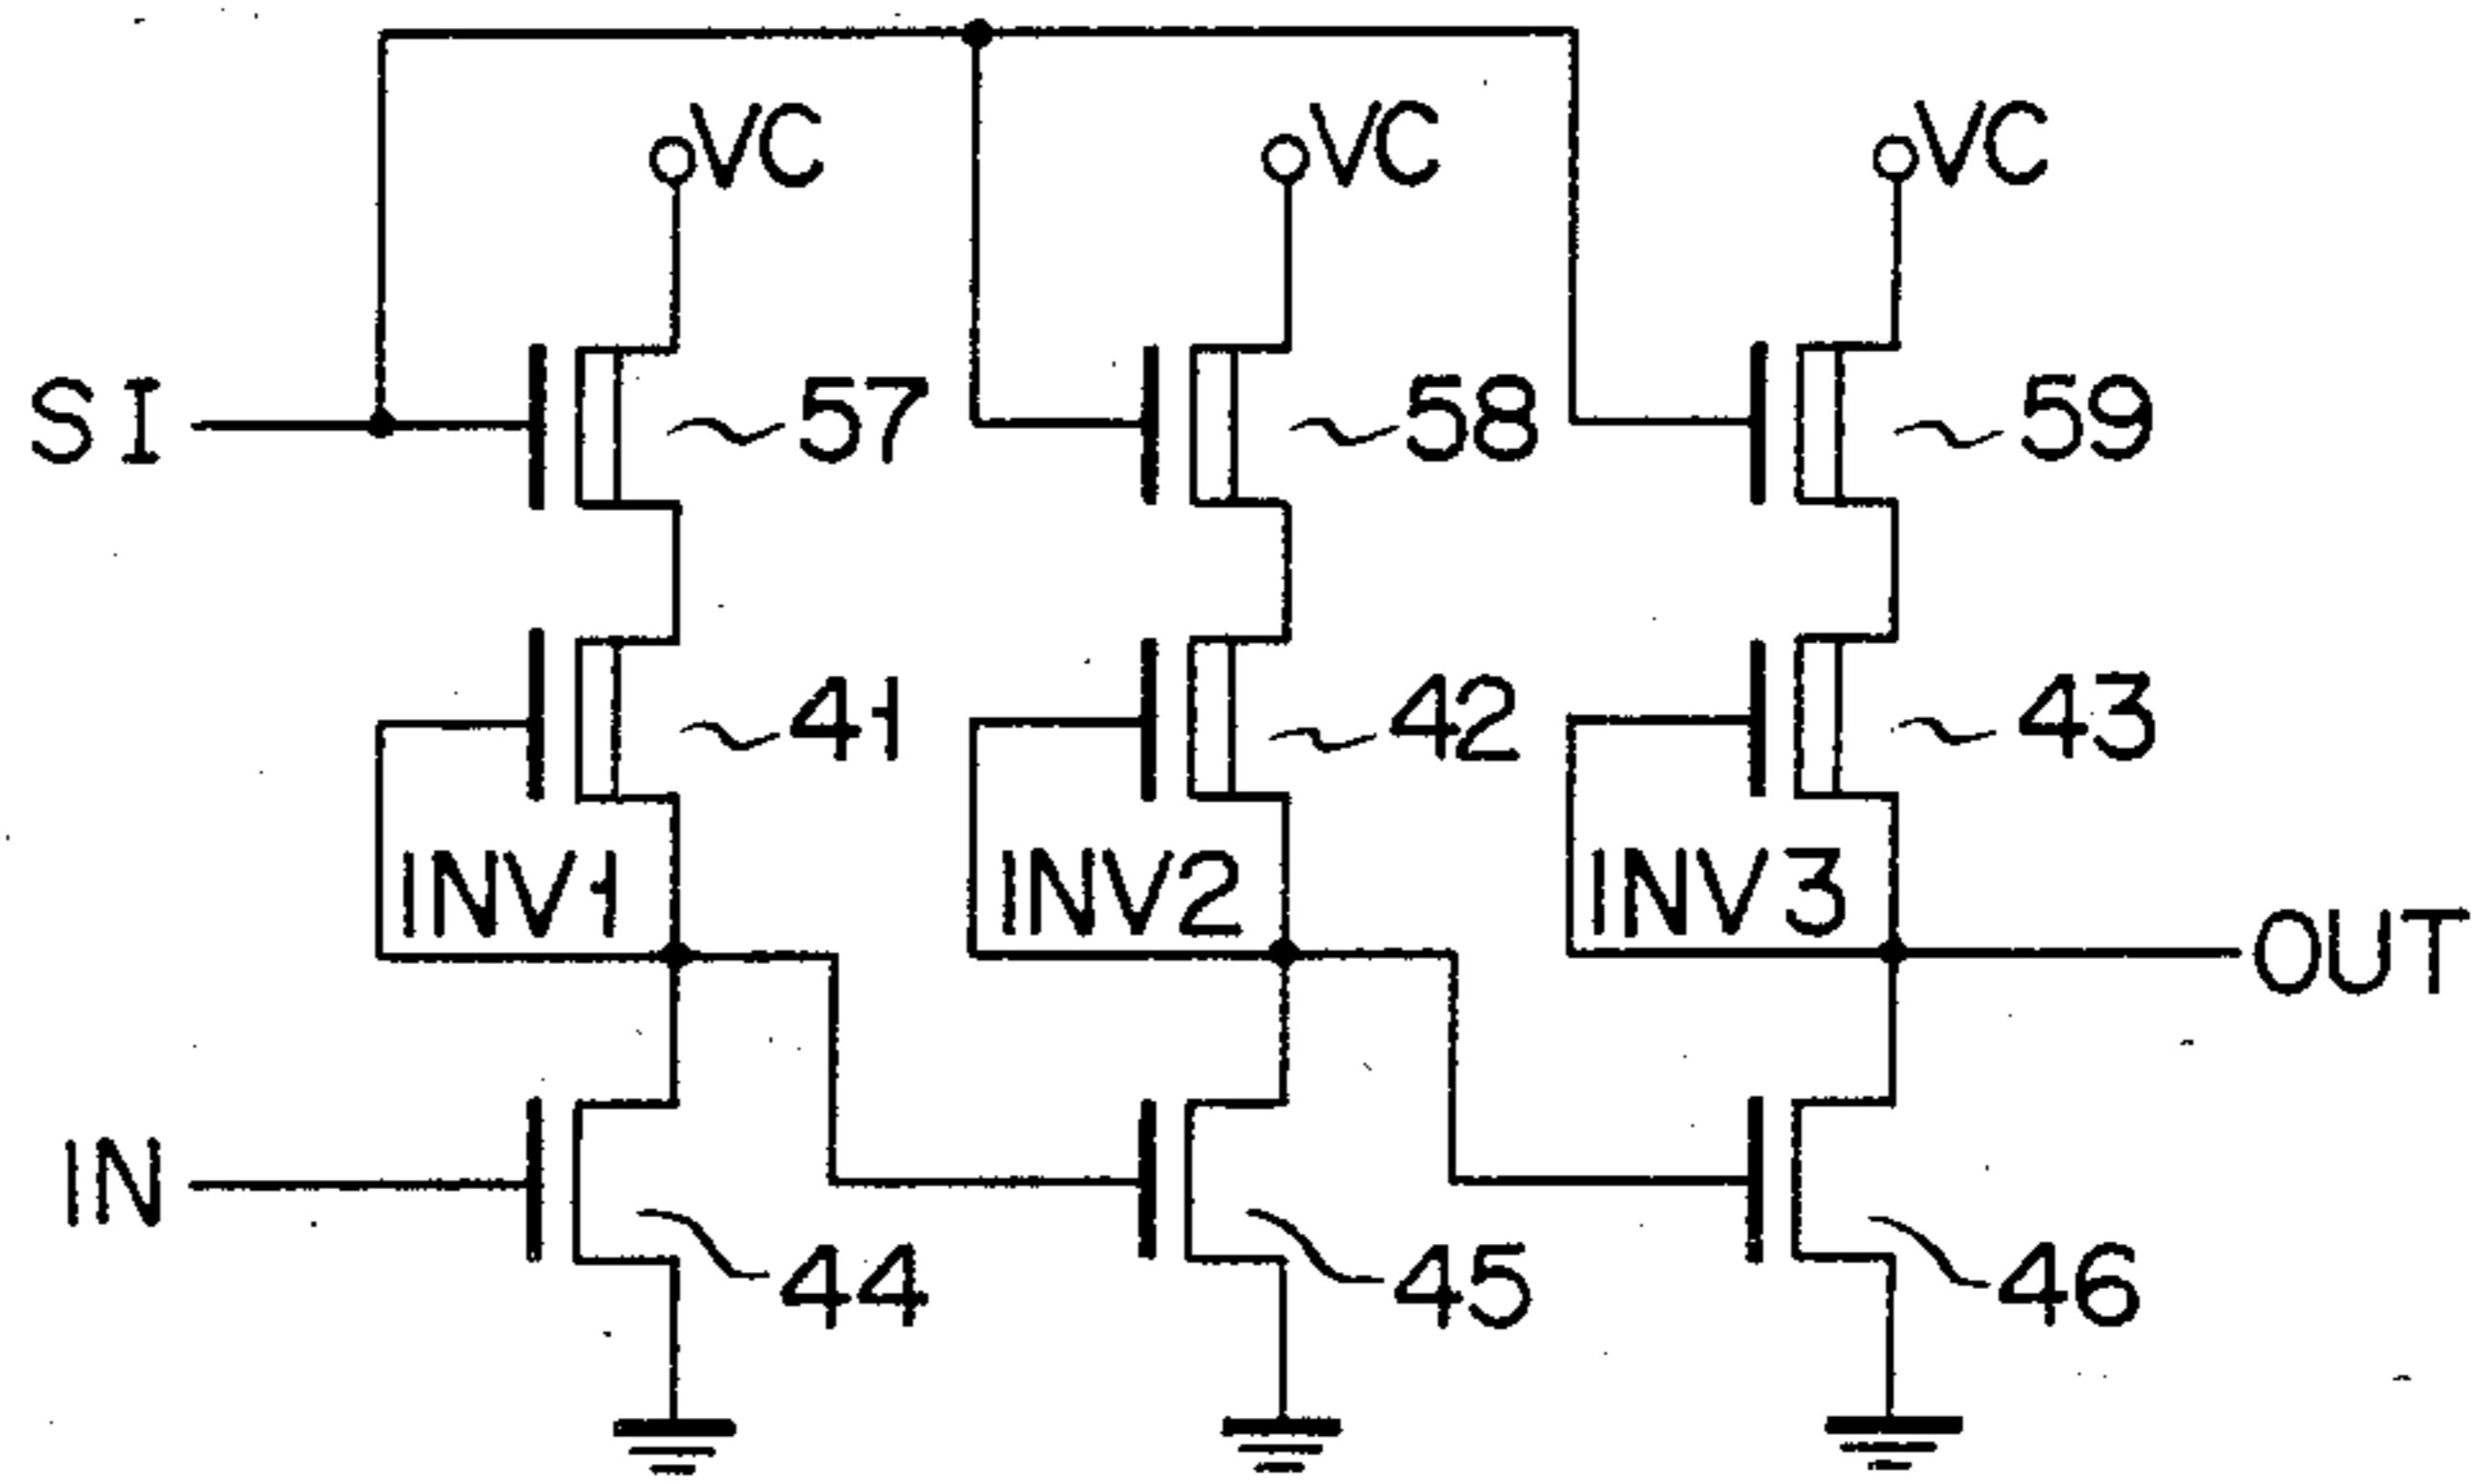 VC VC VC
SI 57 58 59
41 42 43
INV1 INV2 INV3
OUT
IN
44 45 46